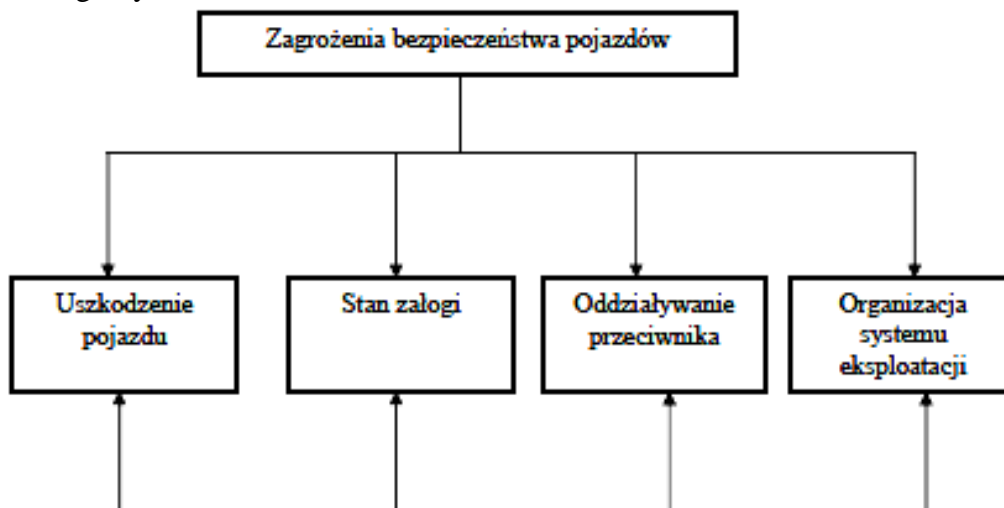 Zagrożenia bezpieczeństwa pojazdów
Uszkodzenie
pojazdu
Stan załogi
Oddziaływanie
przeciwnika
Organizacja
systemu
eksploatacji